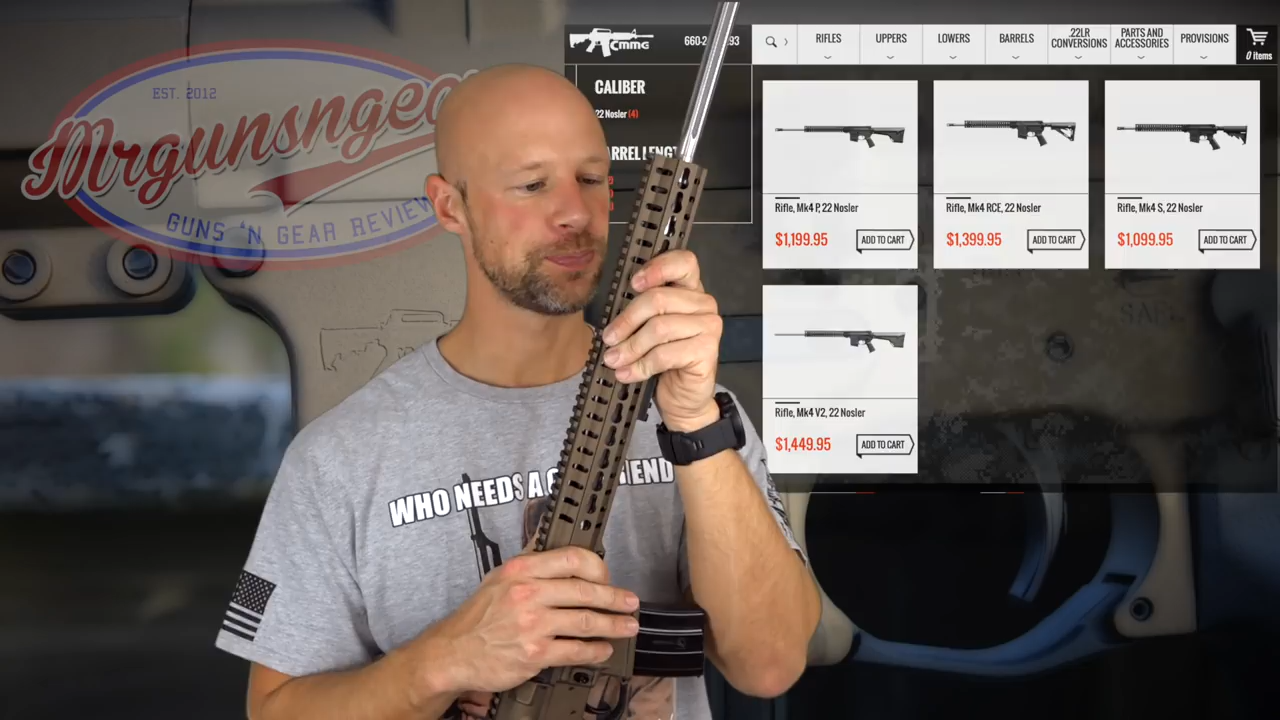 EST. 2012
Mrgunsngea
GUNS 'N GEAR REVIEW
CMMG
RIFLES
UPPERS
LOWERS
BARRELS
.22LR
CONVERSIONS
PARTS AND
ACCESSORIES
PROVISIONS
0 items
CALIBER
22 Nosler (4)
Rifle, Mk4 P, 22 Nosler
$1,199.95
ADD TO CART
Rifle, Mk4 RCE, 22 Nosler
$1,399.95
ADD TO CART
Rifle, Mk4 S, 22 Nosler
$1,099.95
ADD TO CART
Rifle, Mk4 V2, 22 Nosler
$1,449.95
ADD TO CART
SAFE
WHO NEEDS A